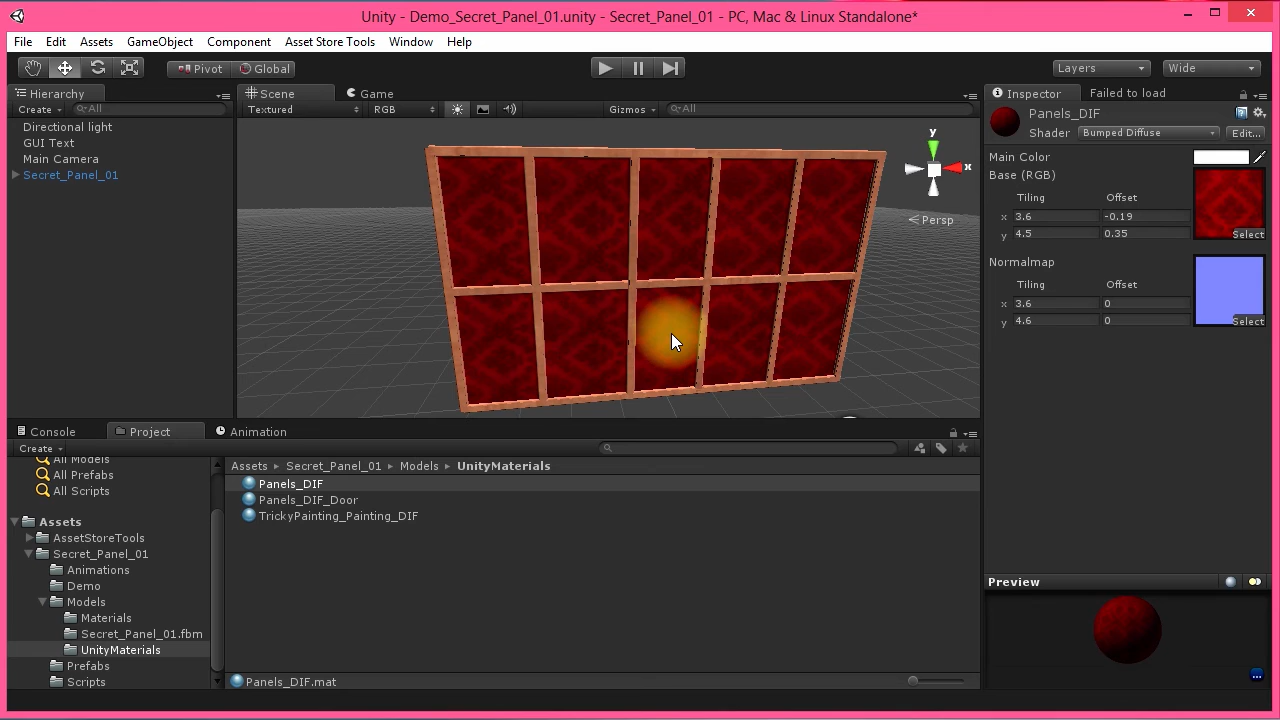 Unity - Demo_Secret_Panel_01.unity - Secret_Panel_01 - PC, Mac & Linux Standalone*
File Edit Assets GameObject Component Asset Store Tools Window Help
Pivot Global Layers Wide
Hierarchy
Create All
Directional light
GUI Text
Main Camera
Secret_Panel_01
Scene Game
Textured RGB Gizmos All
y
x
Persp
Inspector Failed to load
Panels_DIF
Shader Bumped Diffuse Edit...
Main Color
Base (RGB)
Tiling Offset
x 3.6 -0.19
y 4.5 0.35
Select
Normalmap
Tiling Offset
x 3.6 0
y 4.6 0
Select
Console Project Animation
Create
All Models
All Prefabs
All Scripts
Assets
AssetStoreTools
Secret_Panel_01
Animations
Demo
Models
Materials
Secret_Panel_01.fbm
UnityMaterials
Prefabs
Scripts
Assets Secret_Panel_01 Models UnityMaterials
Panels_DIF
Panels_DIF_Door
TrickyPainting_Painting_DIF
Panels_DIF.mat
Preview